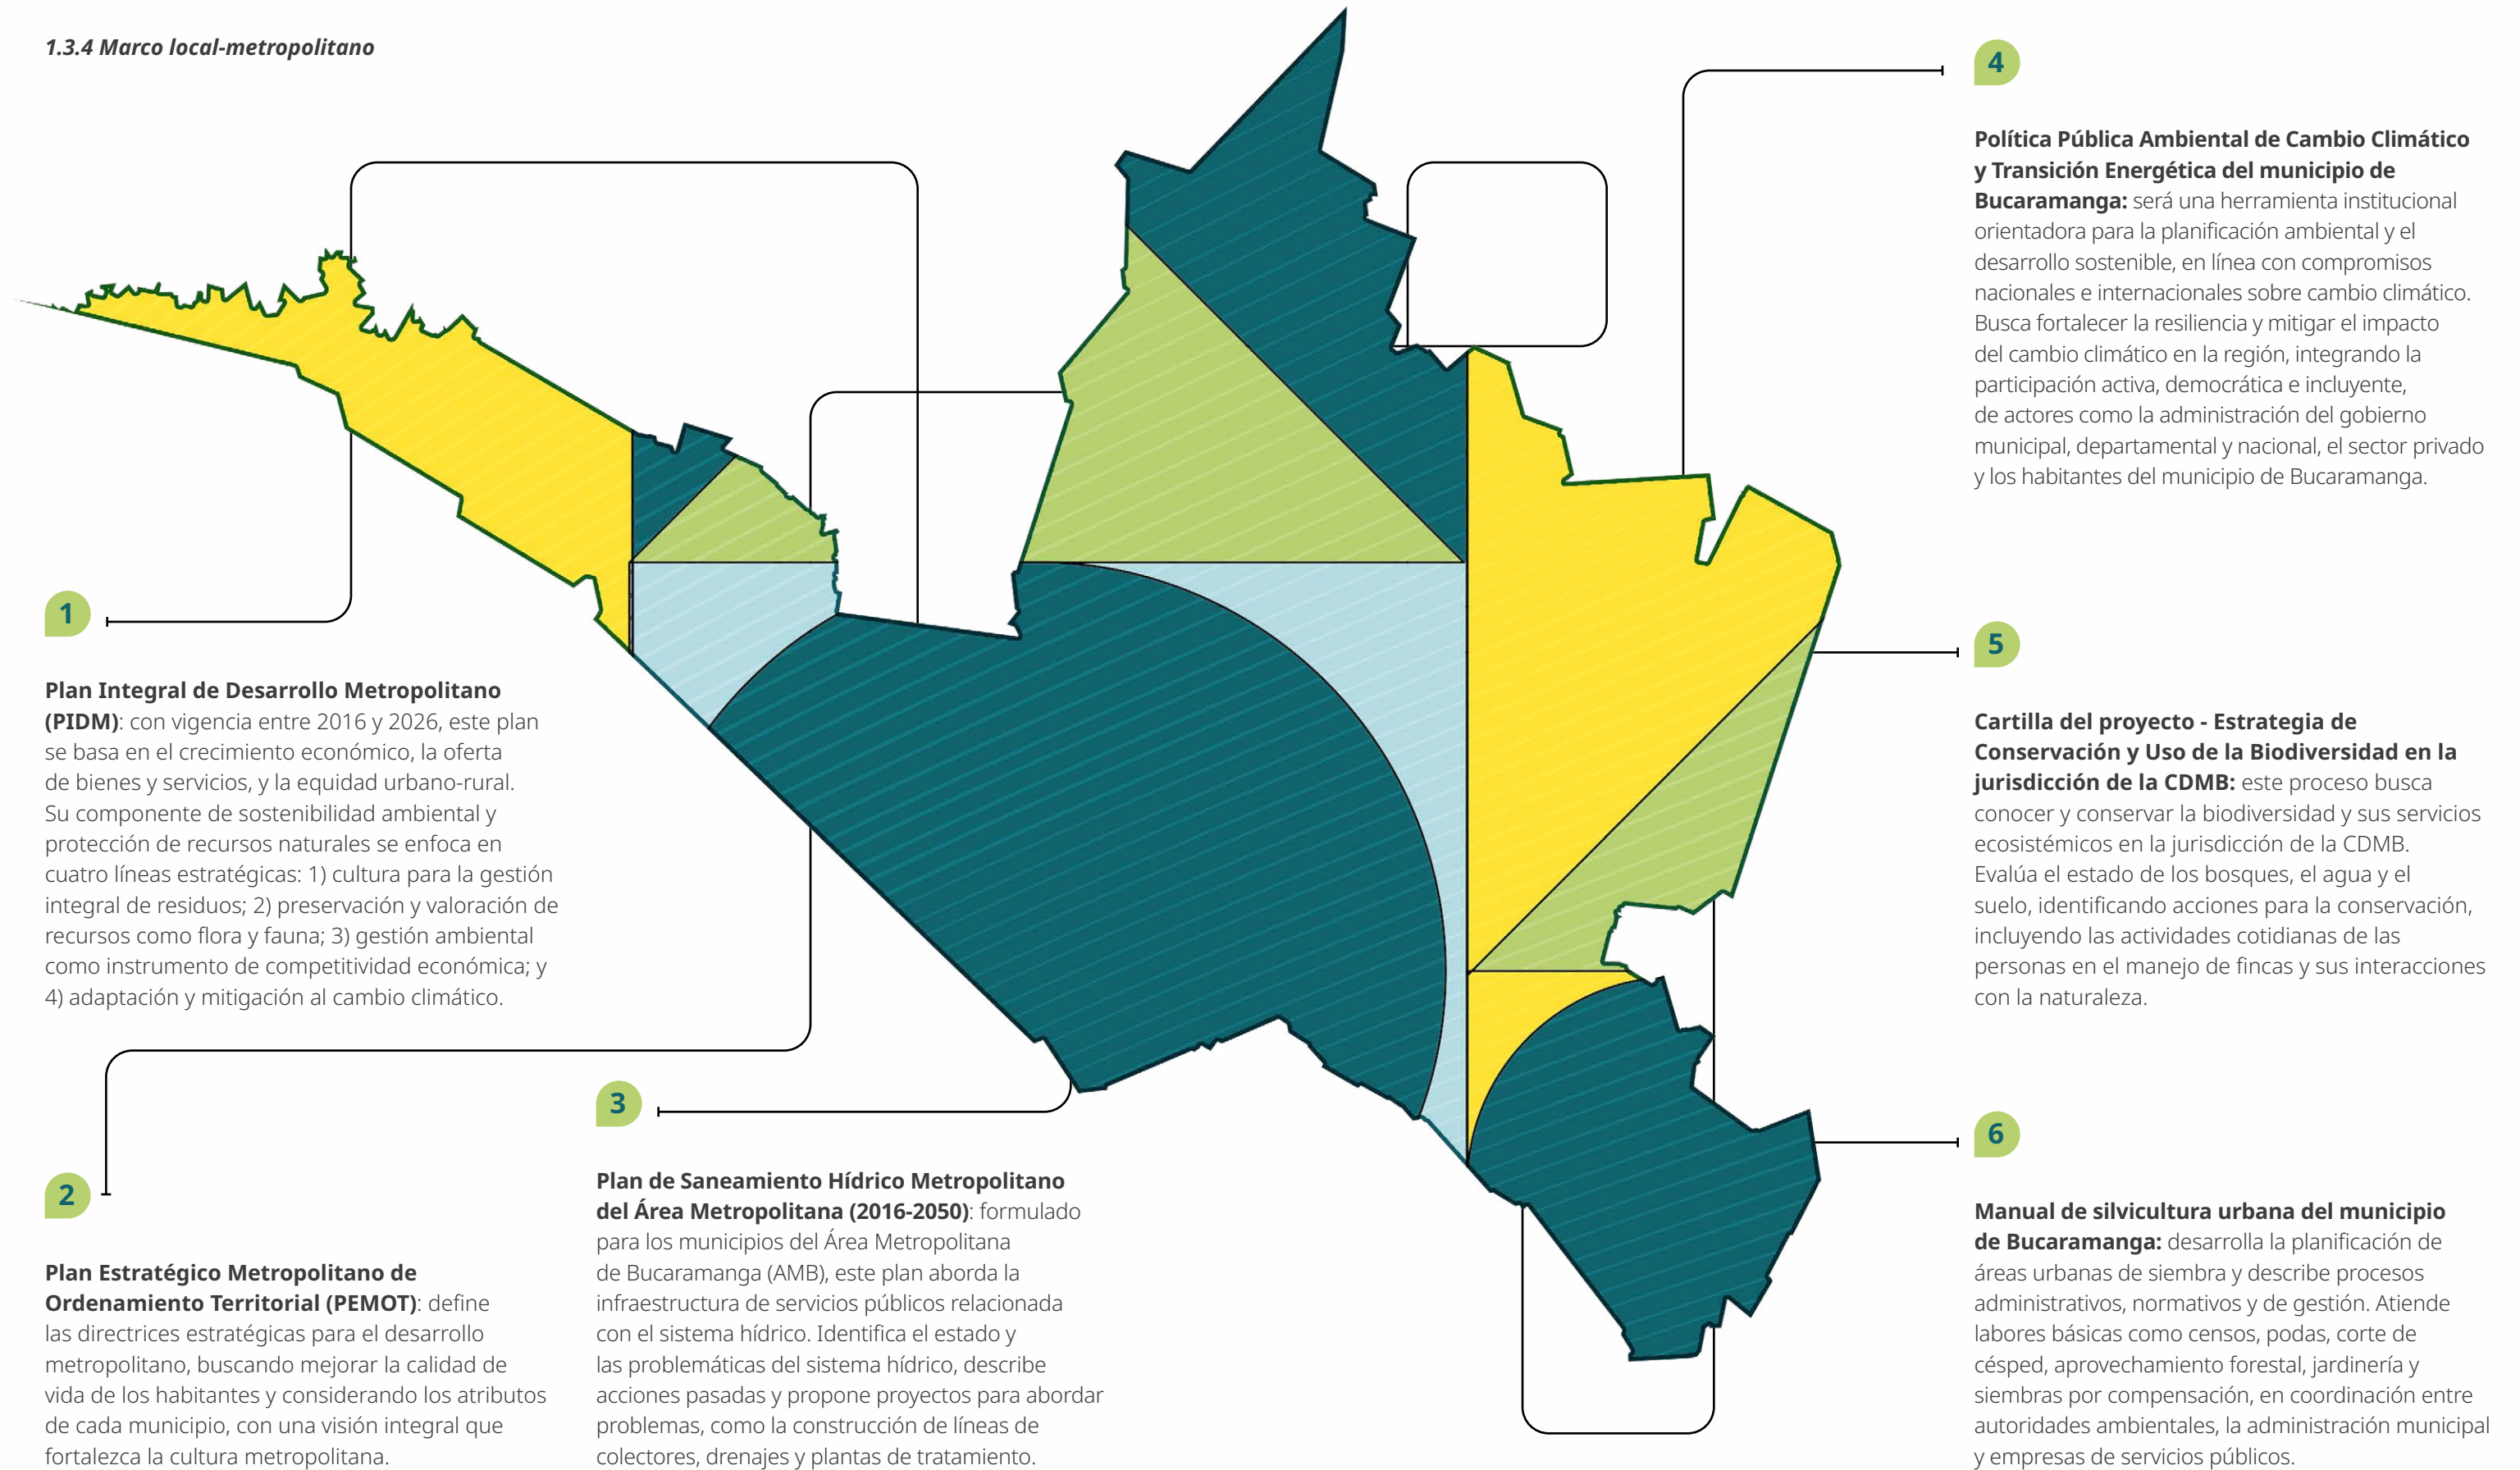 1.3.4 Marco local-metropolitano
1
Plan Integral de Desarrollo Metropolitano
(PIDM): con vigencia entre 2016 y 2026, este plan
se basa en el crecimiento económico, la oferta
de bienes y servicios, y la equidad urbano-rural.
Su componente de sostenibilidad ambiental y
protección de recursos naturales se enfoca en
cuatro líneas estratégicas: 1) cultura para la gestión
integral de residuos; 2) preservación y valoración de
recursos como flora y fauna; 3) gestión ambiental
como instrumento de competitividad económica; y
4) adaptación y mitigación al cambio climático.
2
Plan Estratégico Metropolitano de
Ordenamiento Territorial (PEMOT): define
las directrices estratégicas para el desarrollo
metropolitano, buscando mejorar la calidad de
vida de los habitantes y considerando los atributos
de cada municipio, con una visión integral que
fortalezca la cultura metropolitana.
3
Plan de Saneamiento Hídrico Metropolitano
del Área Metropolitana (2016-2050): formulado
para los municipios del Área Metropolitana
de Bucaramanga (AMB), este plan aborda la
infraestructura de servicios públicos relacionada
con el sistema hídrico. Identifica el estado y
las problemáticas del sistema hídrico, describe
acciones pasadas y propone proyectos para abordar
problemas, como la construcción de líneas de
colectores, drenajes y plantas de tratamiento.
4
Política Pública Ambiental de Cambio Climático
y Transición Energética del municipio de
Bucaramanga: será una herramienta institucional
orientadora para la planificación ambiental y el
desarrollo sostenible, en línea con compromisos
nacionales e internacionales sobre cambio climático.
Busca fortalecer la resiliencia y mitigar el impacto
del cambio climático en la región, integrando la
participación activa, democrática e incluyente,
de actores como la administración del gobierno
municipal, departamental y nacional, el sector privado
y los habitantes del municipio de Bucaramanga.
5
Cartilla del proyecto - Estrategia de
Conservación y Uso de la Biodiversidad en la
jurisdicción de la CDMB: este proceso busca
conocer y conservar la biodiversidad y sus servicios
ecosistémicos en la jurisdicción de la CDMB.
Evalúa el estado de los bosques, el agua y el
suelo, identificando acciones para la conservación,
incluyendo las actividades cotidianas de las
personas en el manejo de fincas y sus interacciones
con la naturaleza.
6
Manual de silvicultura urbana del municipio
de Bucaramanga: desarrolla la planificación de
áreas urbanas de siembra y describe procesos
administrativos, normativos y de gestión. Atiende
labores básicas como censos, podas, corte de
césped, aprovechamiento forestal, jardinería y
siembras por compensación, en coordinación entre
autoridades ambientales, la administración municipal
y empresas de servicios públicos.